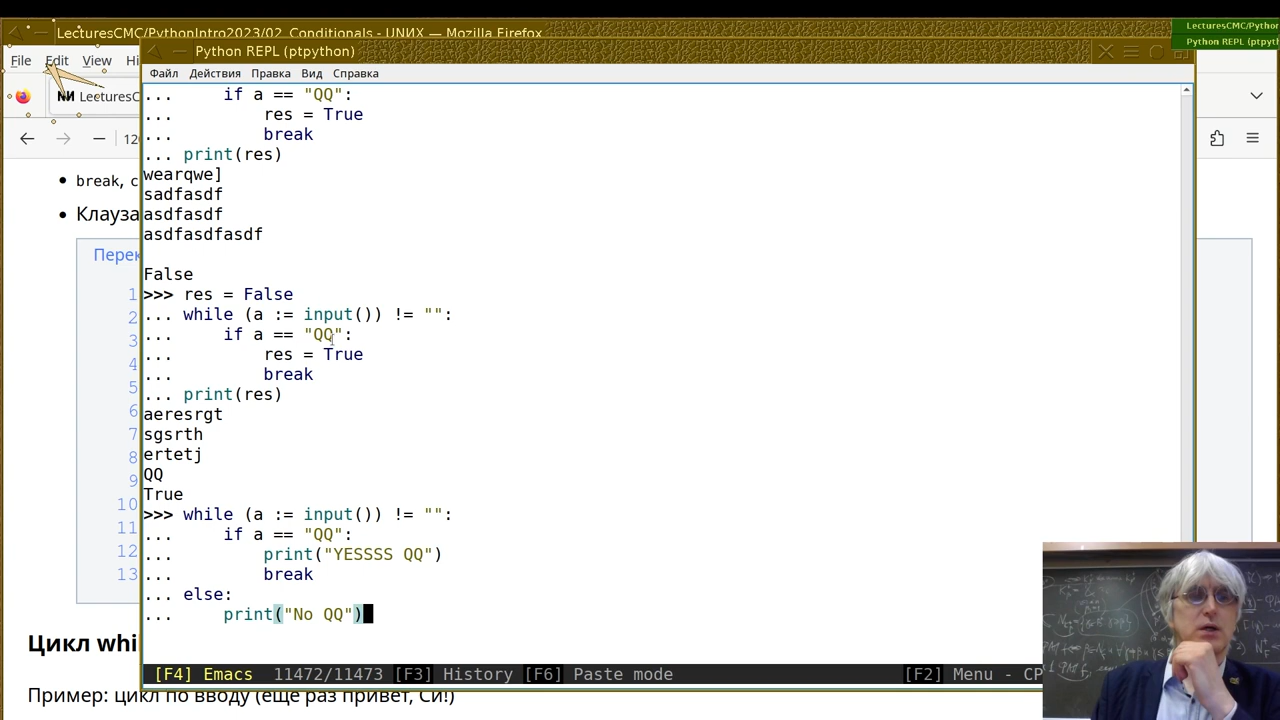 LecturesCMC/PythonIntro2023/02_Conditionals - UNИX — Mozilla Firefox
LecturesCMC/Python
Python REPL (ptpyth
Python REPL (ptpython)
File Edit View Hi
Файл Действия Правка Вид Справка
LecturesC
120
break, c
Клауза
Перек
1
2
3
4
5
6
7
8
9
10
11
12
13
... if a == "QQ":
... res = True
... break
... print(res)
wearqwe]
sadfasdf
asdfasdf
asdfasdfasdf
False
>>> res = False
... while (a := input()) != "":
... if a == "QQ":
... res = True
... break
... print(res)
aeresrgt
sgsrth
ertetj
QQ
True
>>> while (a := input()) != "":
... if a == "QQ":
... print("YESSSS QQ")
... break
... else:
... print("No QQ")
[F4] Emacs 11472/11473 [F3] History [F6] Paste mode [F2] Menu - CP
Цикл whi
Пример: цикл по вводу (ещё раз привет, Си!)